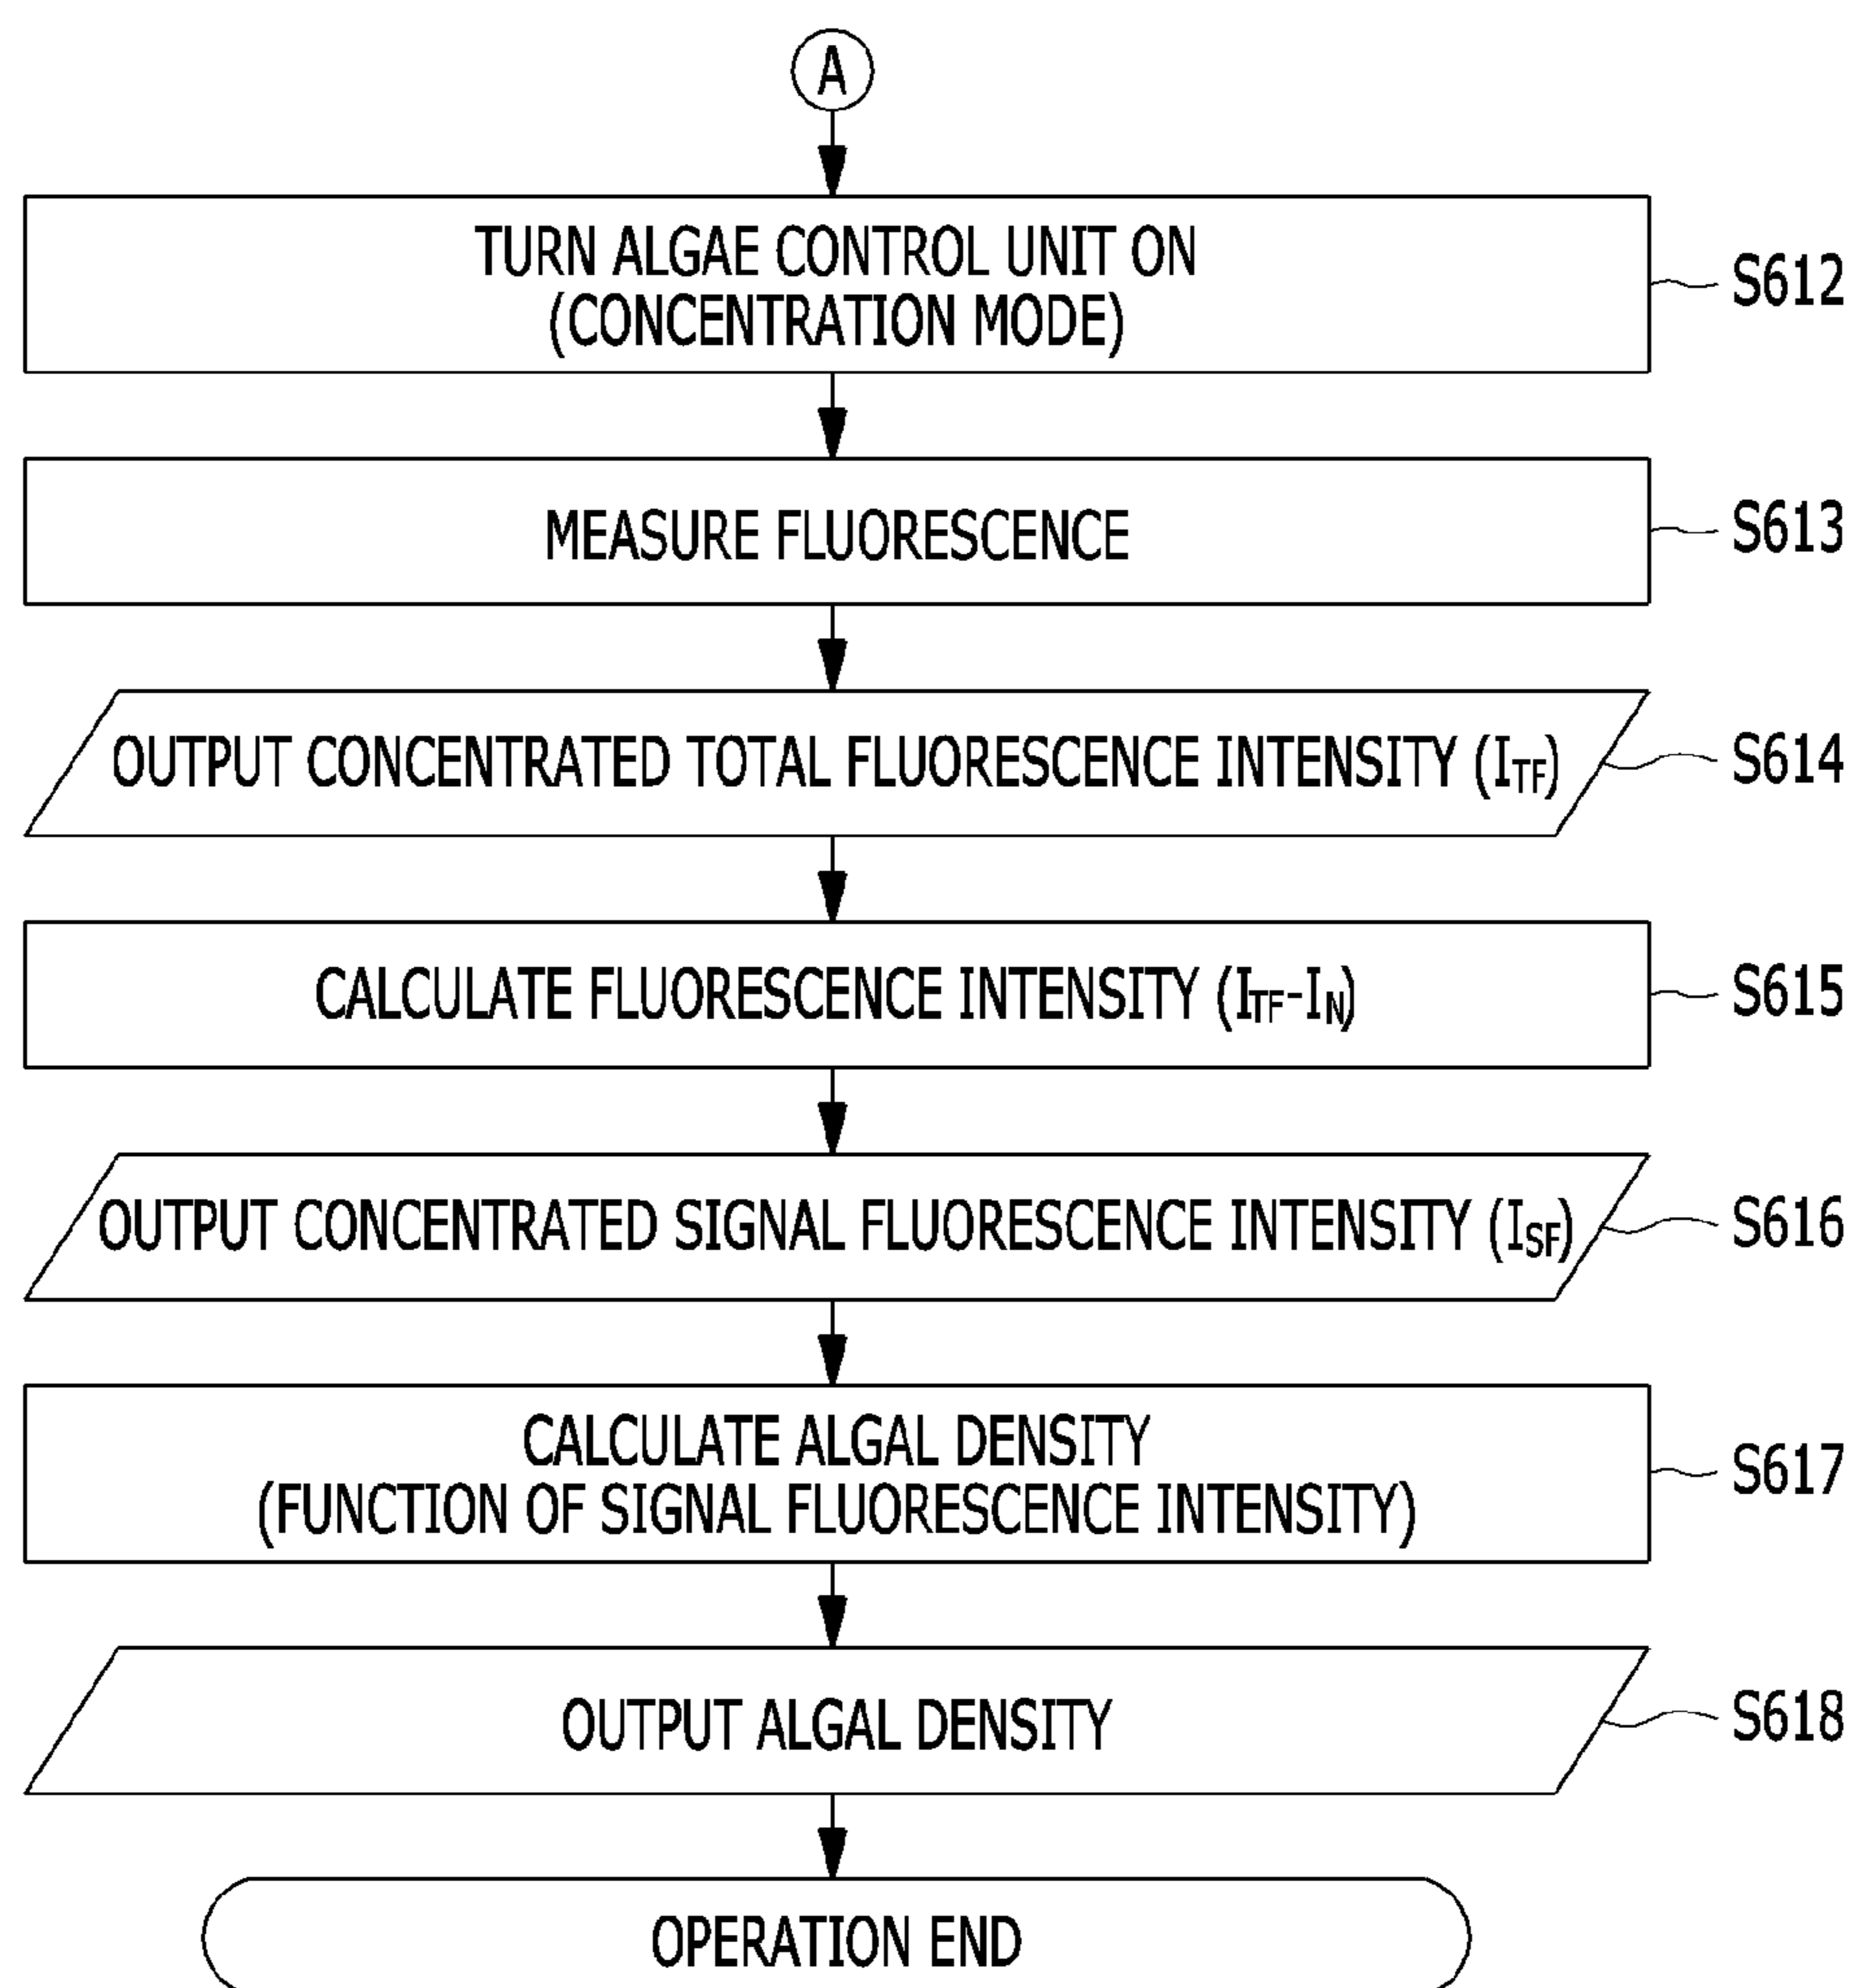 A
TURN ALGAE CONTROL UNIT ON
(CONCENTRATION MODE)
S612
MEASURE FLUORESCENCE
S613
OUTPUT CONCENTRATED TOTAL FLUORESCENCE INTENSITY (ITF)
S614
CALCULATE FLUORESCENCE INTENSITY (ITF-IN)
S615
OUTPUT CONCENTRATED SIGNAL FLUORESCENCE INTENSITY (ISF)
S616
CALCULATE ALGAL DENSITY
(FUNCTION OF SIGNAL FLUORESCENCE INTENSITY)
S617
OUTPUT ALGAL DENSITY
S618
OPERATION END